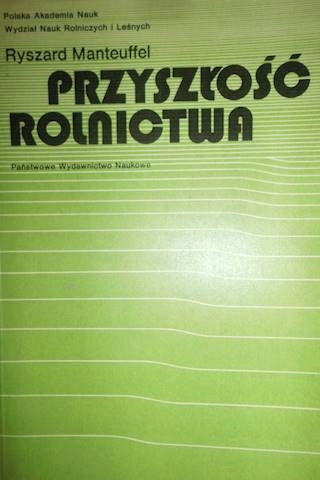 Polska Akademia Nauk
Wydział Nauk Rolniczych i Leśnych
Ryszard Manteuffel
PRZYSZŁOŚĆ
ROLNICTWA
Państwowe Wydawnictwo Naukowe